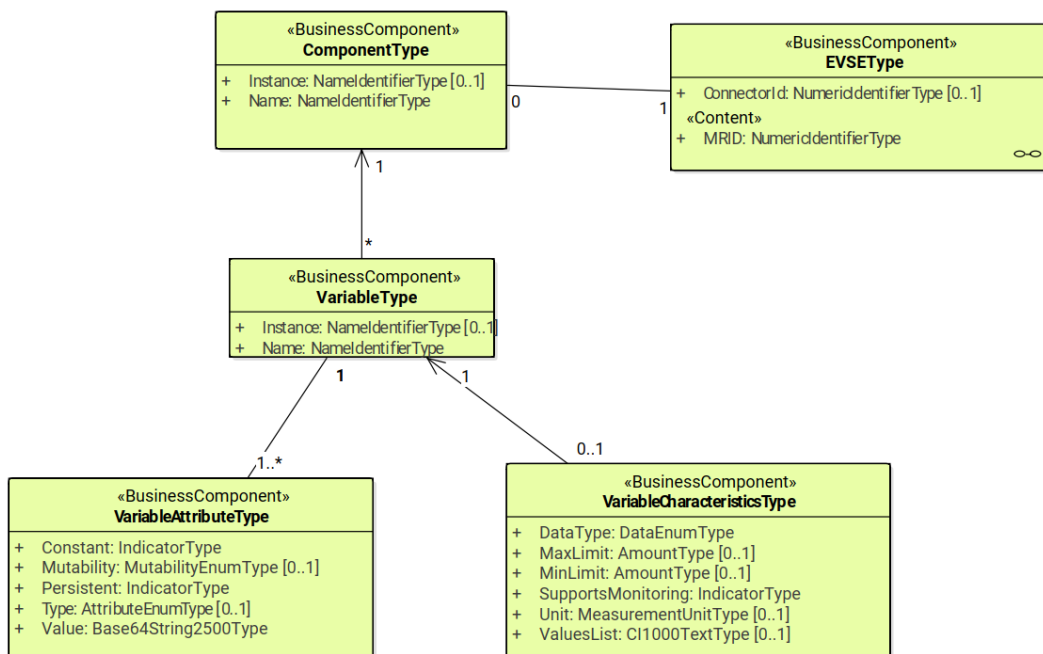 «BusinessComponent»
ComponentType
+ Instance: NameIdentifierType [0..1]
+ Name: NameIdentifierType
«BusinessComponent»
EVSEType
+ ConnectorId: NumericIdentifierType [0..1]
«Content»
+ MRID: NumericIdentifierType
0
1
1
*
«BusinessComponent»
VariableType
+ Instance: NameIdentifierType [0..1]
+ Name: NameIdentifierType
1
1
1..*
0..1
«BusinessComponent»
VariableAttributeType
+ Constant: IndicatorType
+ Mutability: MutabilityEnumType [0..1]
+ Persistent: IndicatorType
+ Type: AttributeEnumType [0..1]
+ Value: Base64String2500Type
«BusinessComponent»
VariableCharacteristicsType
+ DataType: DataEnumType
+ MaxLimit: AmountType [0..1]
+ MinLimit: AmountType [0..1]
+ SupportsMonitoring: IndicatorType
+ Unit: MeasurementUnitType [0..1]
+ ValuesList: CI1000TextType [0..1]